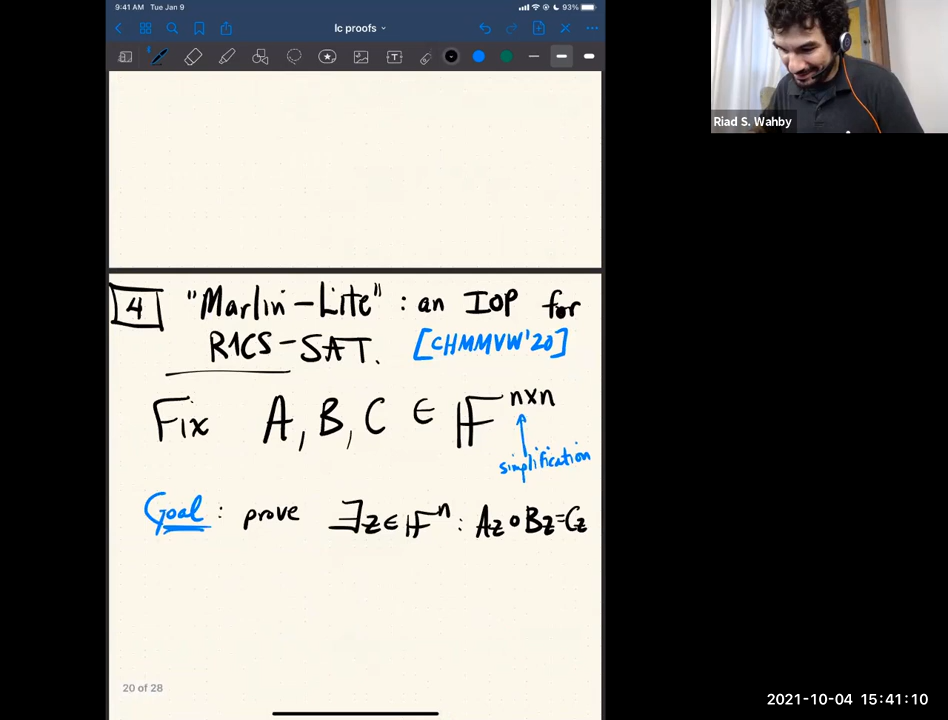 9:41 AM Tue Jan 9
93%
lc proofs
Riad S. Wahby
4 "Marlin-Lite" : an IOP for
R1CS-SAT. [CHMMVW'20]
Fix A, B, C ∈ 𝔽^{n×n}
simplification
Goal : prove ∃z ∈ 𝔽^n : Az ∘ Bz = Cz
20 of 28
2021-10-04 15:41:10